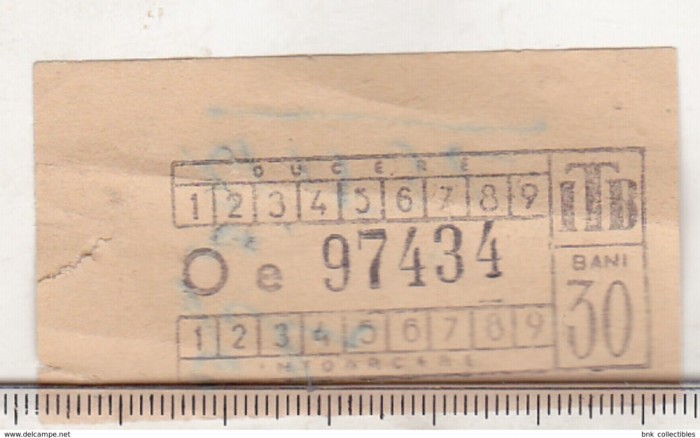 DUCERE
1 2 3 4 5 6 7 8 9
ITB
O e 97434
BANI
30
1 2 3 4 5 6 7 8 9
INTOARCERE
delcampe.net
bnk collectibles